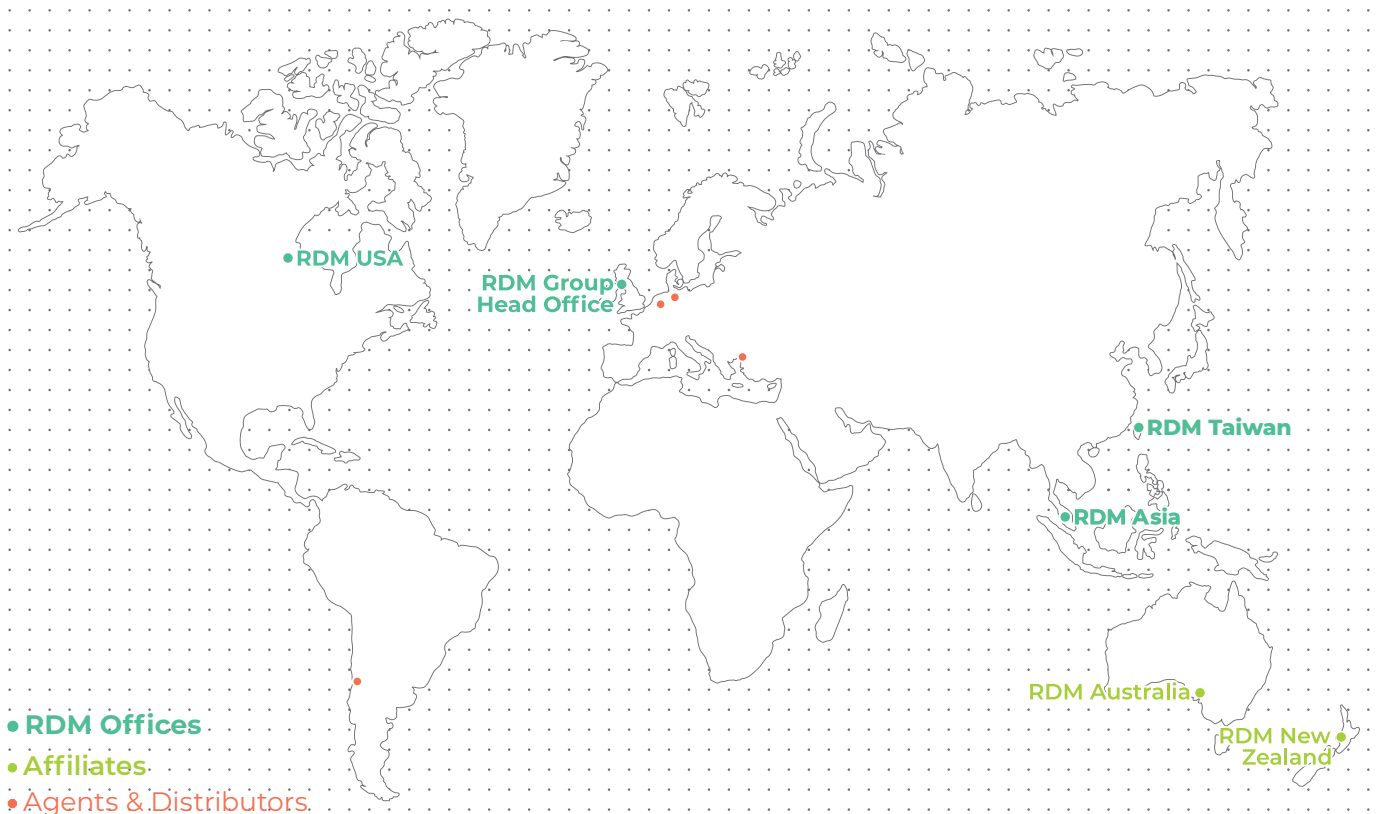 RDM USA
RDM Group
Head Office
RDM Taiwan
RDM Asia
RDM Australia
RDM New
Zealand
RDM Offices
Affiliates
Agents & Distributors